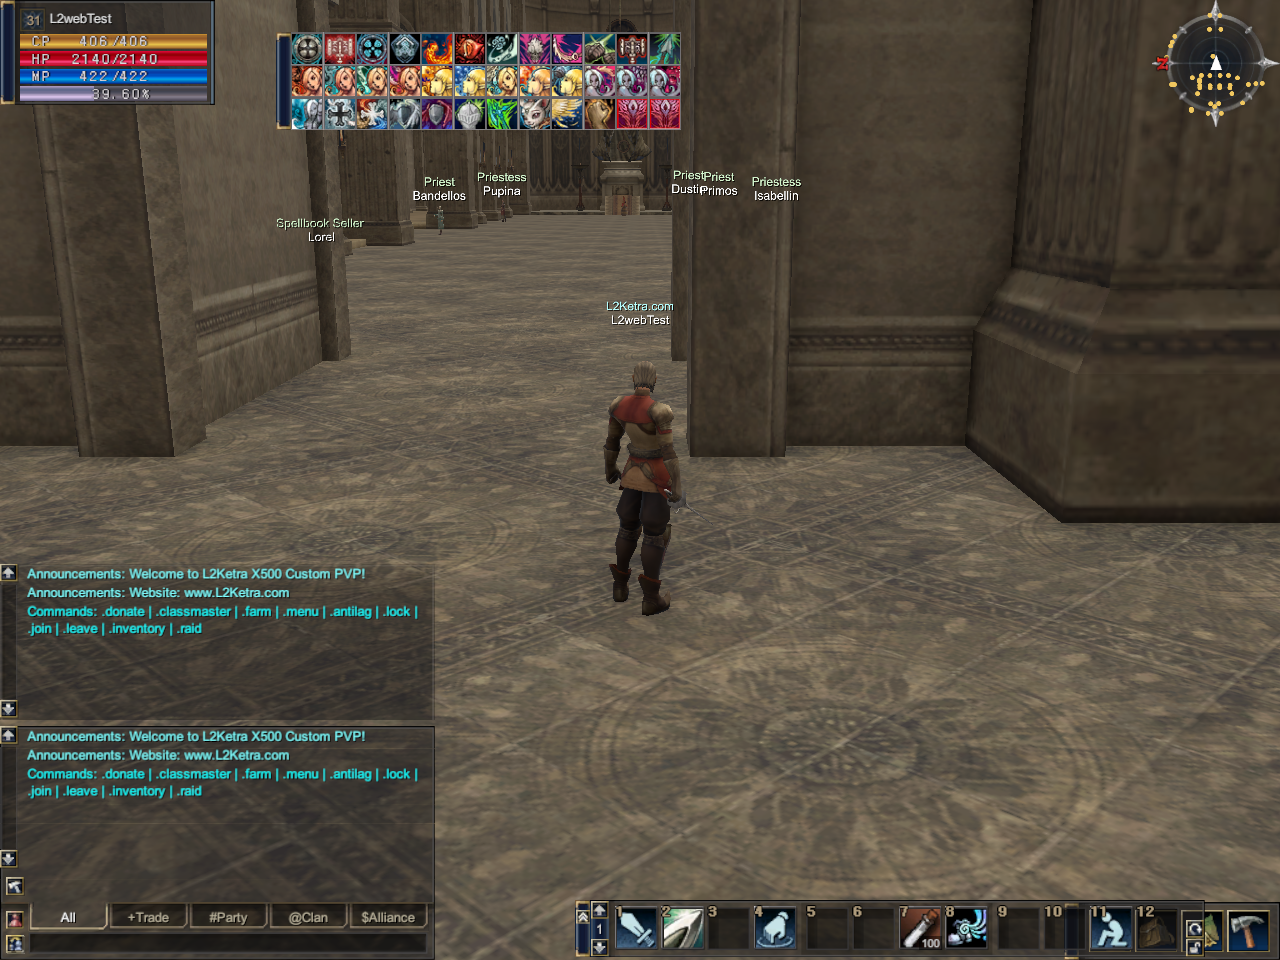 31 L2webTest
CP 406/406
HP 2140/2140
MP 422/422
39.60%
Priest
Bandellos
Priestess
Pupina
Priest
Dustin
Priest
Primos
Priestess
Isabellin
Spellbook Seller
Lorel
L2Ketra.com
L2webTest
Announcements: Welcome to L2Ketra X500 Custom PVP!
Announcements: Website: www.L2Ketra.com
Commands: .donate | .classmaster | .farm | .menu | .antilag | .lock |
.join | .leave | .inventory | .raid
Announcements: Welcome to L2Ketra X500 Custom PVP!
Announcements: Website: www.L2Ketra.com
Commands: .donate | .classmaster | .farm | .menu | .antilag | .lock |
.join | .leave | .inventory | .raid
All +Trade #Party @Clan $Alliance
1
1 2 3 4 5 6 7 8 9 10 11 12
100